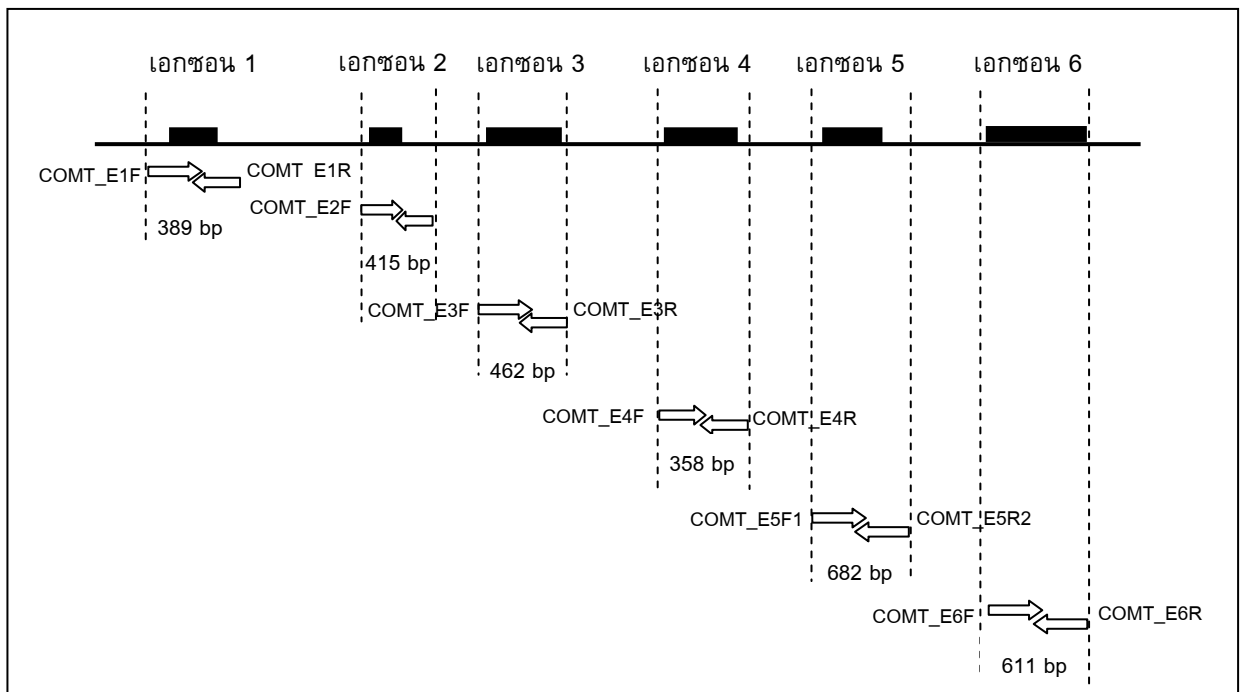 เอกซอน 1 เอกซอน 2 เอกซอน 3 เอกซอน 4 เอกซอน 5 เอกซอน 6
COMT_E1F COMT E1R
COMT_E2F
389 bp
415 bp
COMT_E3F COMT_E3R
462 bp
COMT_E4F COMT_E4R
358 bp
COMT_E5F1 COMT_E5R2
682 bp
COMT_E6F COMT_E6R
611 bp